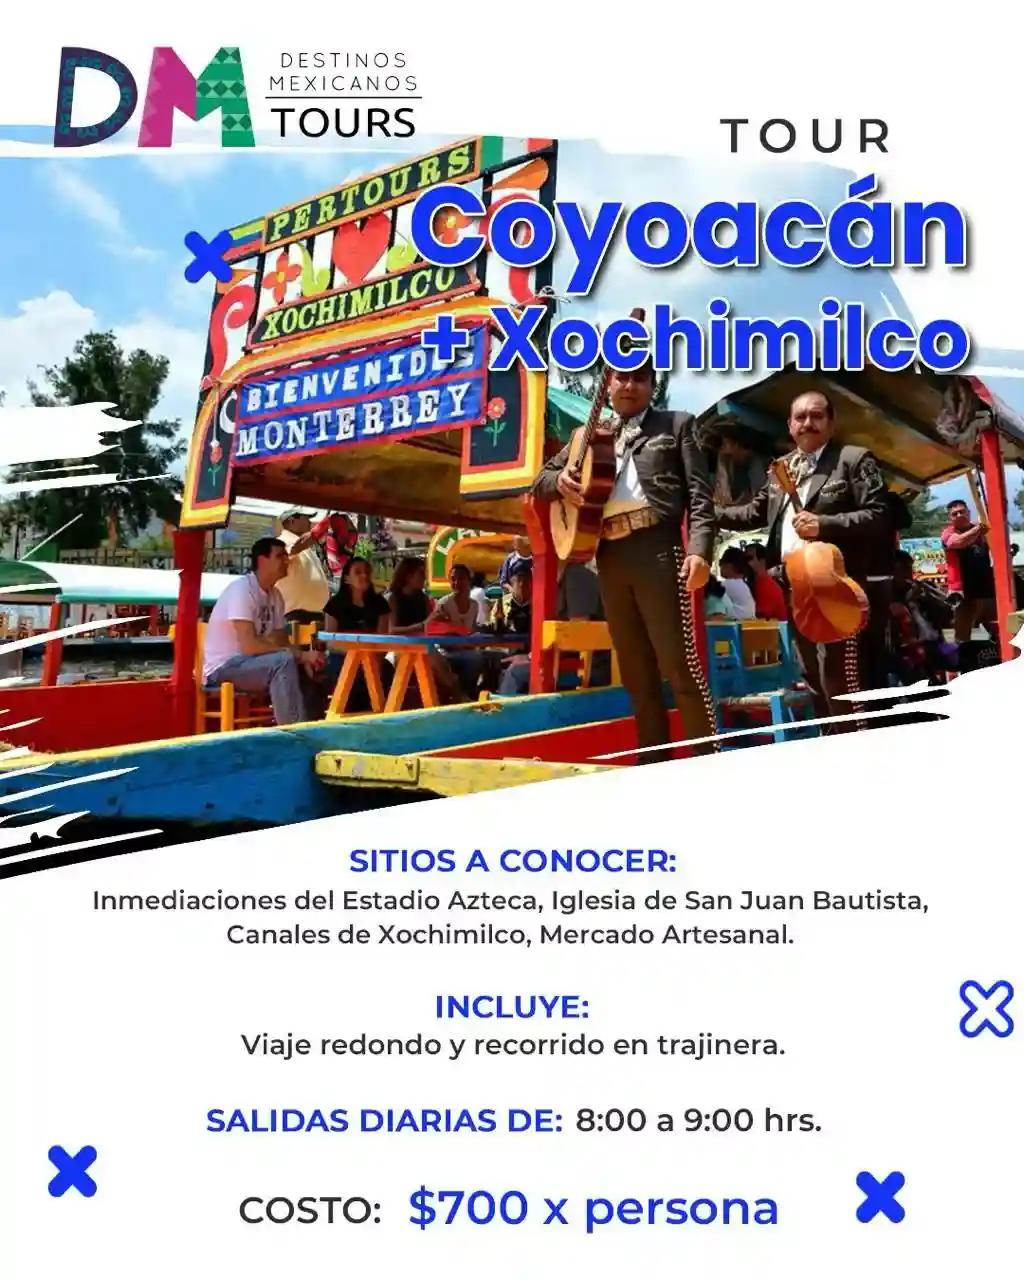 DM
DESTINOS
MEXICANOS
TOURS
TOUR
Coyoacán
+ Xochimilco
PERTOURS
XOCHIMILCO
BIENVENID
MONTERREY
SITIOS A CONOCER:
Inmediaciones del Estadio Azteca, Iglesia de San Juan Bautista,
Canales de Xochimilco, Mercado Artesanal.
INCLUYE:
Viaje redondo y recorrido en trajinera.
SALIDAS DIARIAS DE: 8:00 a 9:00 hrs.
COSTO: $700 x persona